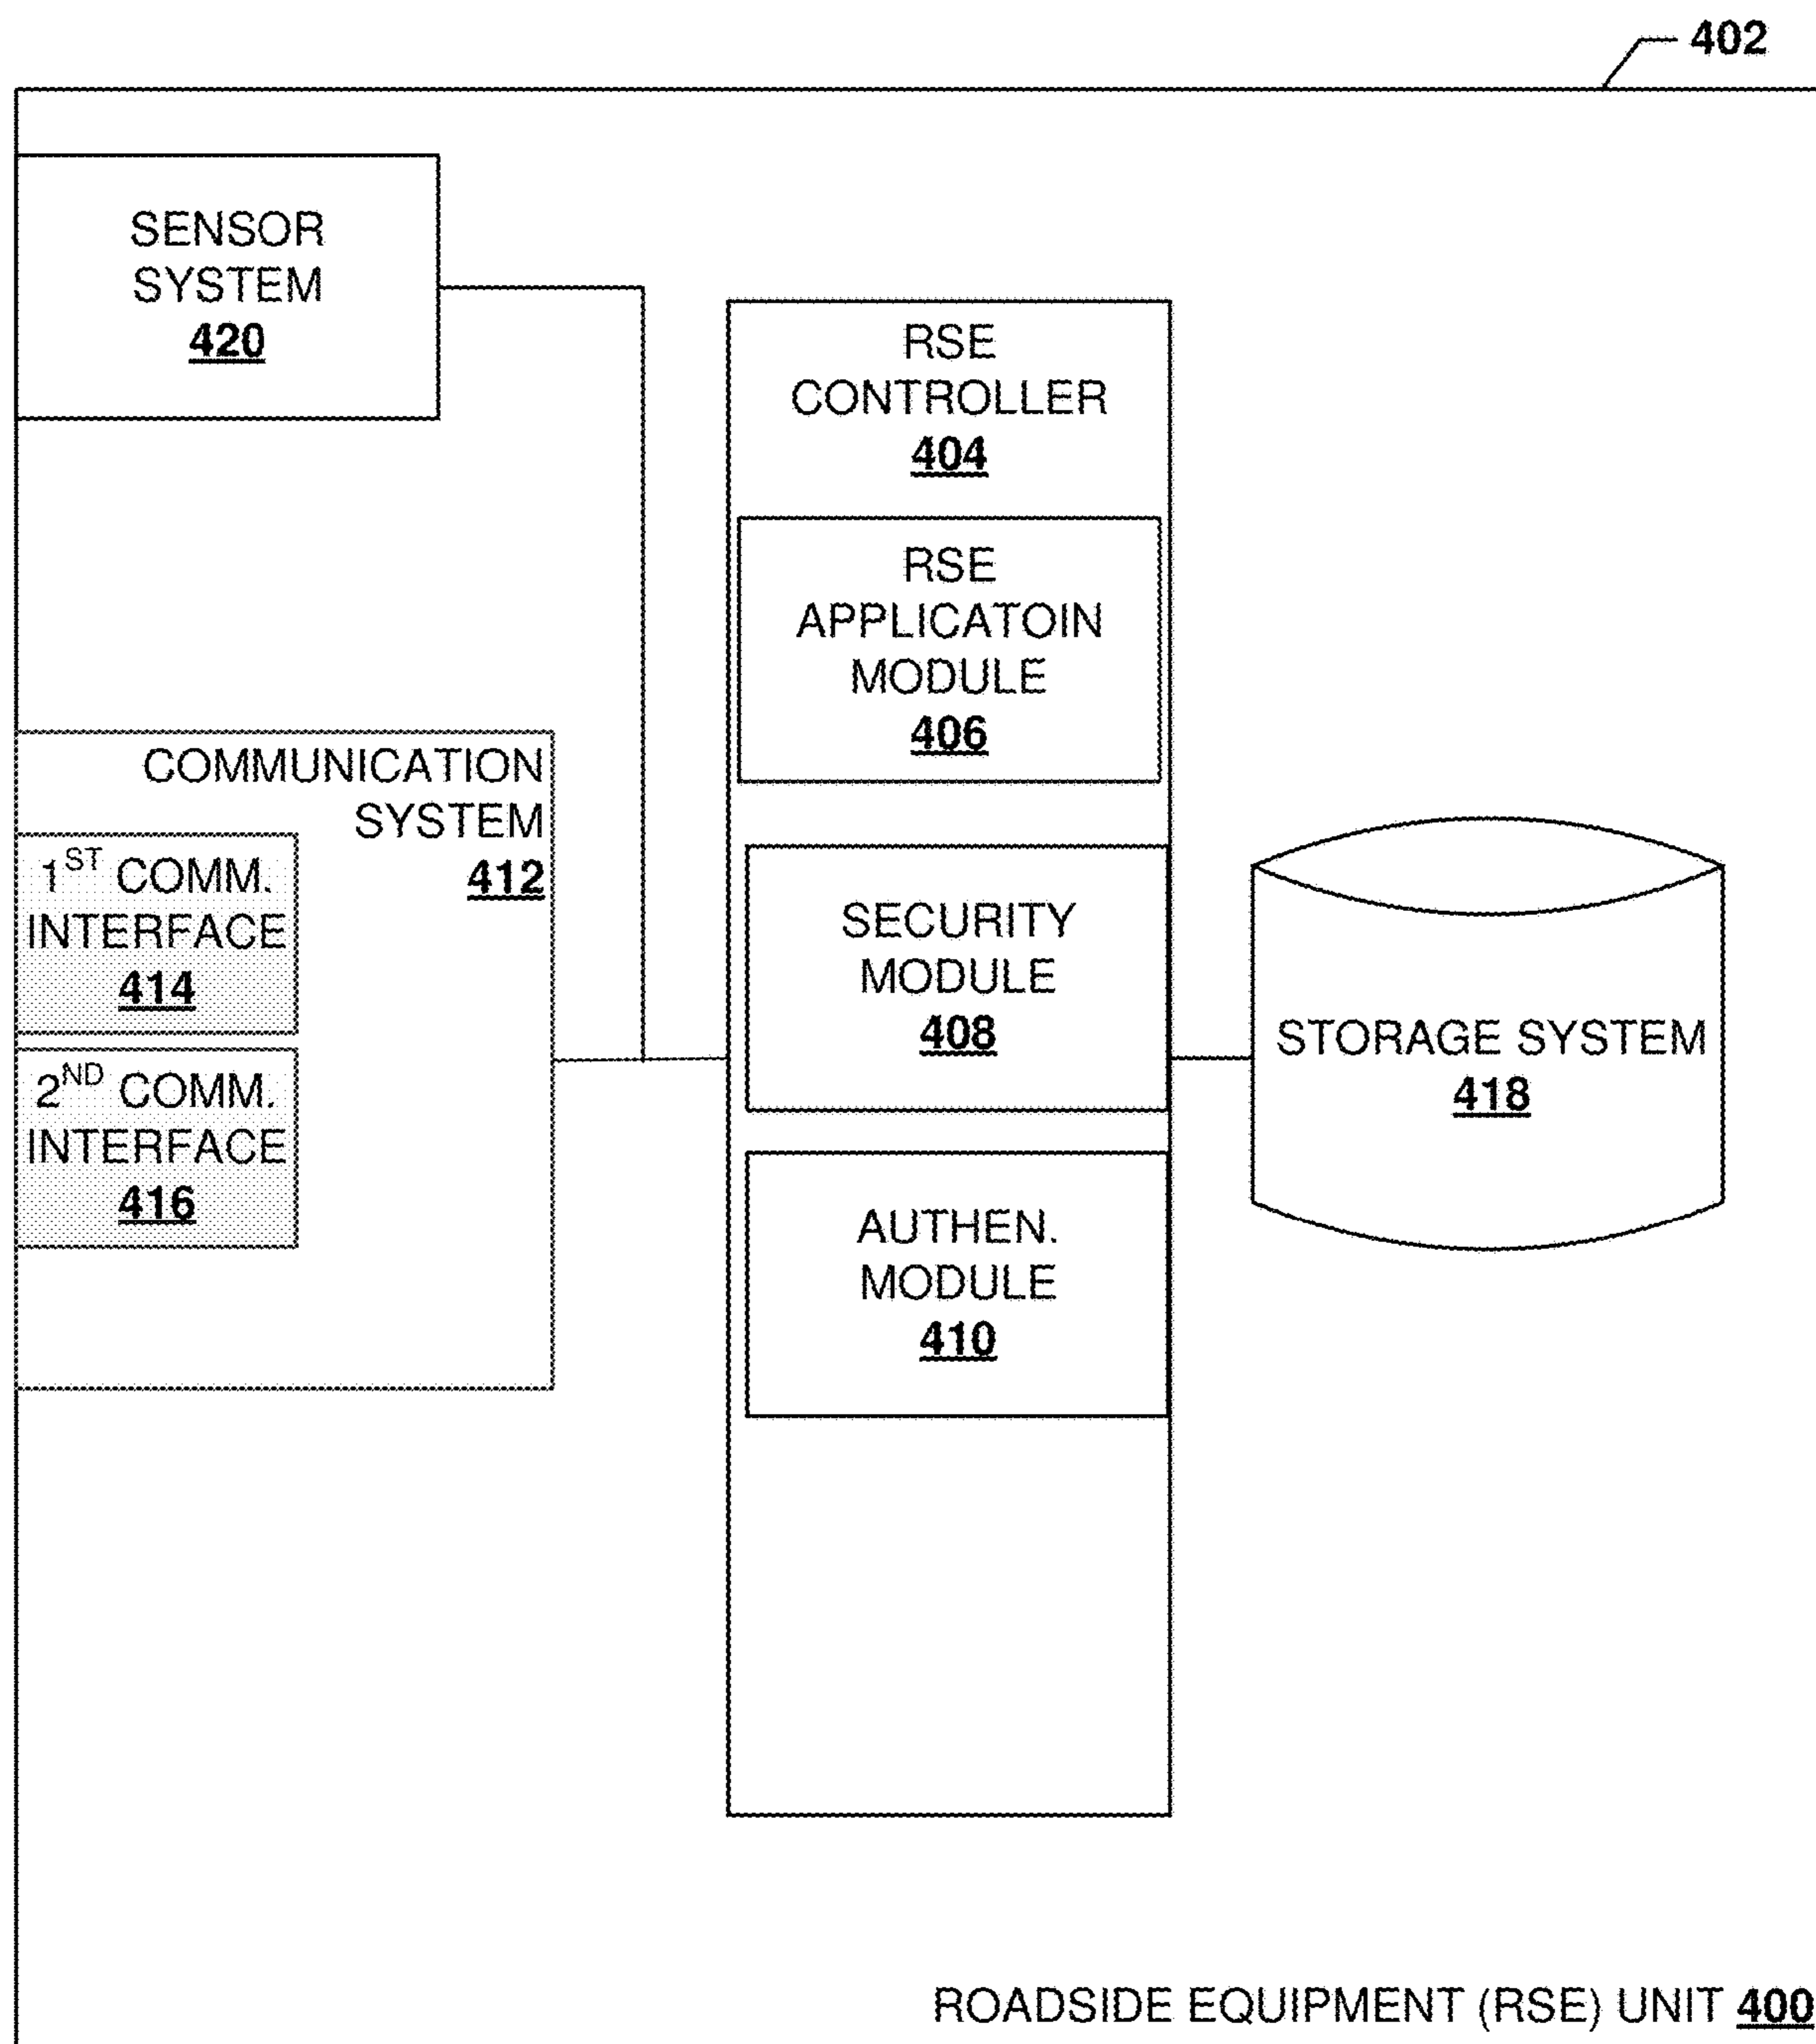 402
SENSOR
SYSTEM
420
RSE
CONTROLLER
404
RSE
APPLICATOIN
MODULE
406
COMMUNICATION
SYSTEM
412
1ST COMM.
INTERFACE
414
2ND COMM.
INTERFACE
416
SECURITY
MODULE
408
AUTHEN.
MODULE
410
STORAGE SYSTEM
418
ROADSIDE EQUIPMENT (RSE) UNIT 400